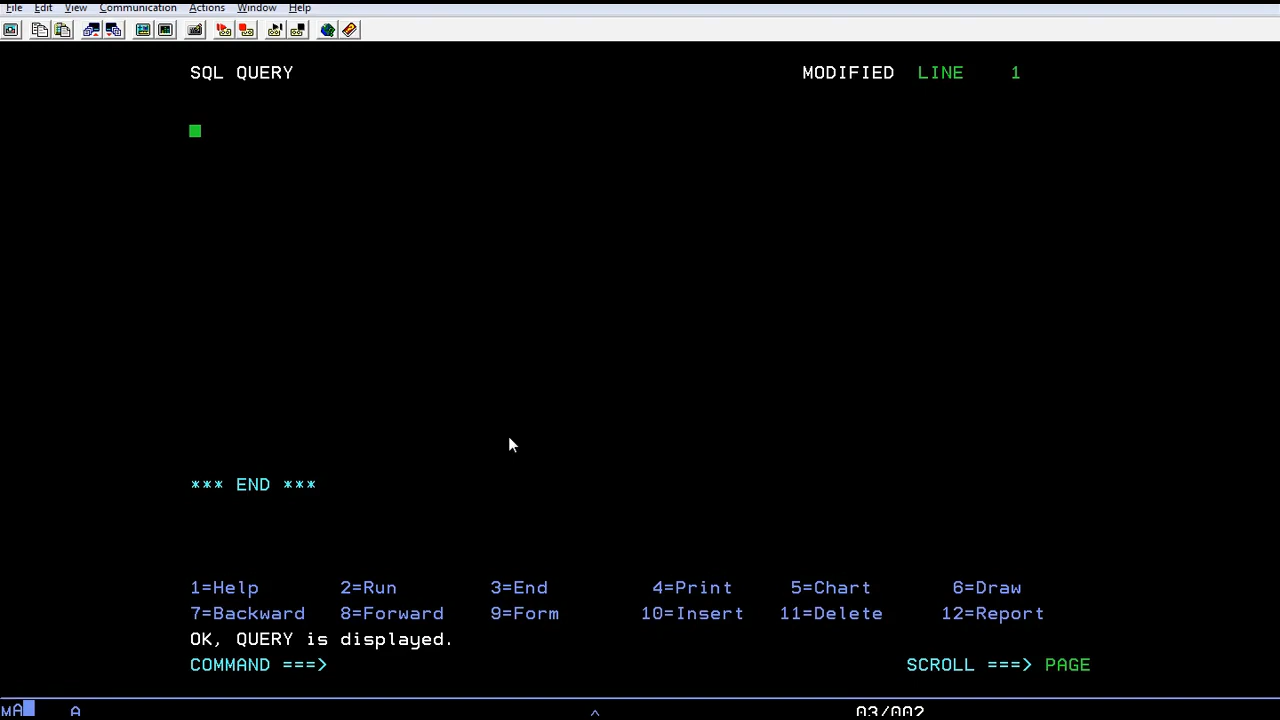 File Edit View Communication Actions Window Help
SQL QUERY MODIFIED LINE 1
*** END ***
1=Help 2=Run 3=End 4=Print 5=Chart 6=Draw
7=Backward 8=Forward 9=Form 10=Insert 11=Delete 12=Report
OK, QUERY is displayed.
COMMAND ===> SCROLL ===> PAGE
MA A ^ 03/002